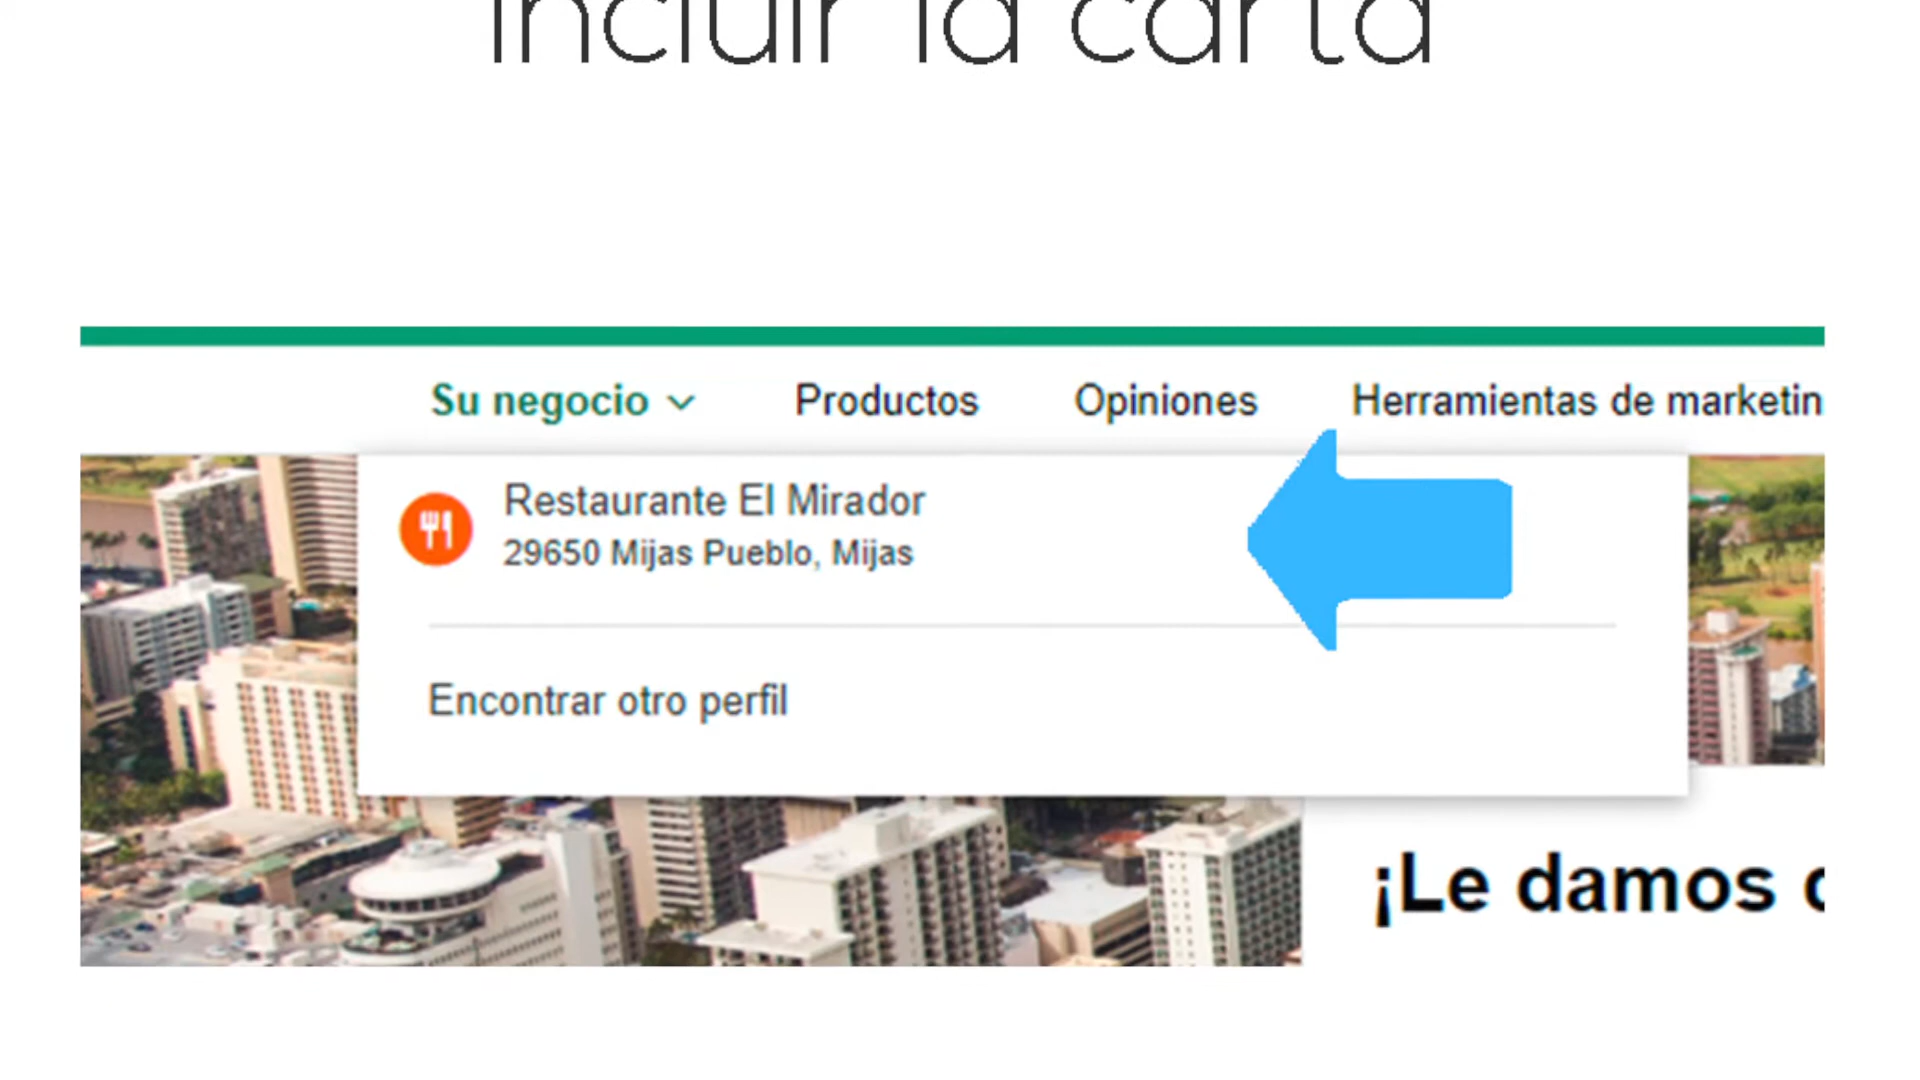 incluir la carta
Su negocio
Productos
Opiniones
Herramientas de marketin
Restaurante El Mirador
29650 Mijas Pueblo, Mijas
Encontrar otro perfil
¡Le damos